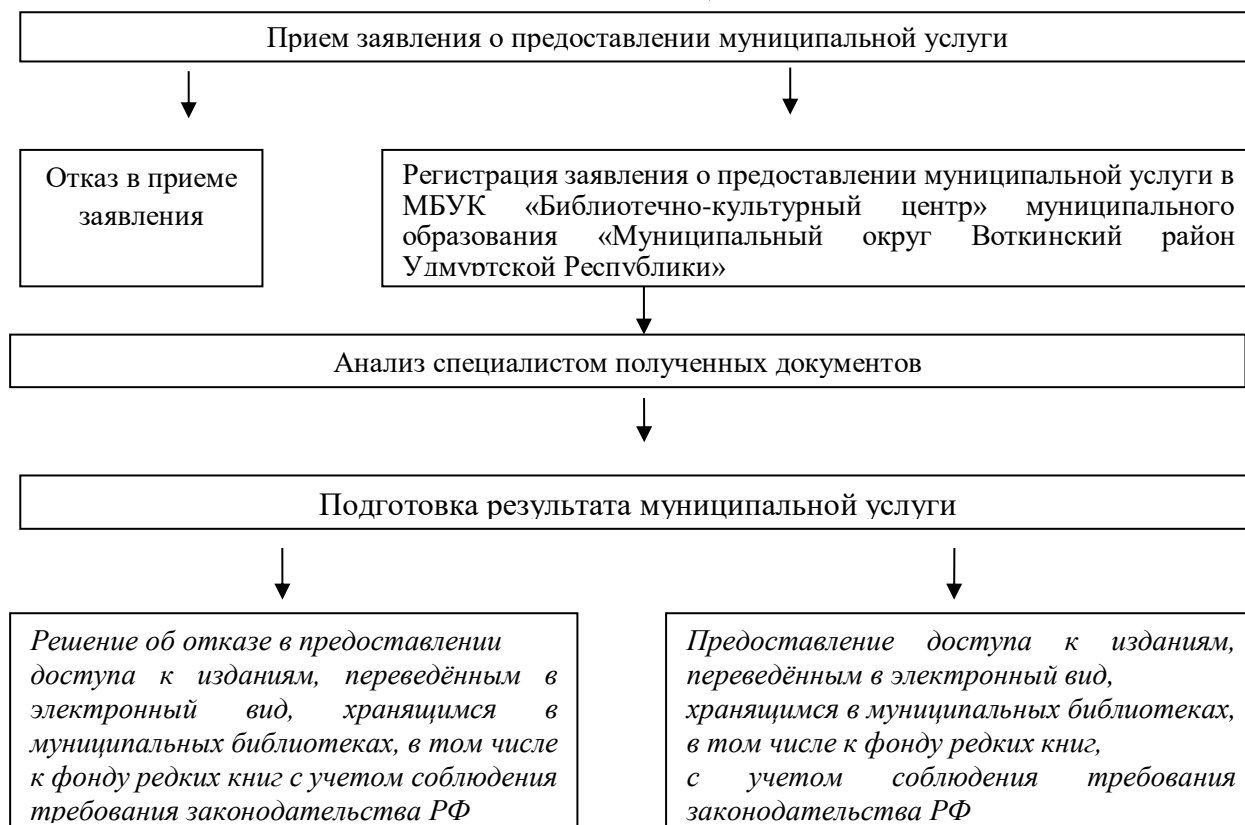 Прием заявления о предоставлении муниципальной услуги
Отказ в приеме
заявления
Регистрация заявления о предоставлении муниципальной услуги в
МБУК «Библиотечно-культурный центр» муниципального
образования «Муниципальный округ Воткинский район
Удмуртской Республики»
Анализ специалистом полученных документов
Подготовка результата муниципальной услуги
Решение об отказе в предоставлении
доступа к изданиям, переведённым в
электронный вид, хранящимся в
муниципальных библиотеках, в том числе
к фонду редких книг с учетом соблюдения
требования законодательства РФ
Предоставление доступа к изданиям,
переведённым в электронный вид,
хранящимся в муниципальных библиотеках,
в том числе к фонду редких книг,
с учетом соблюдения требования
законодательства РФ